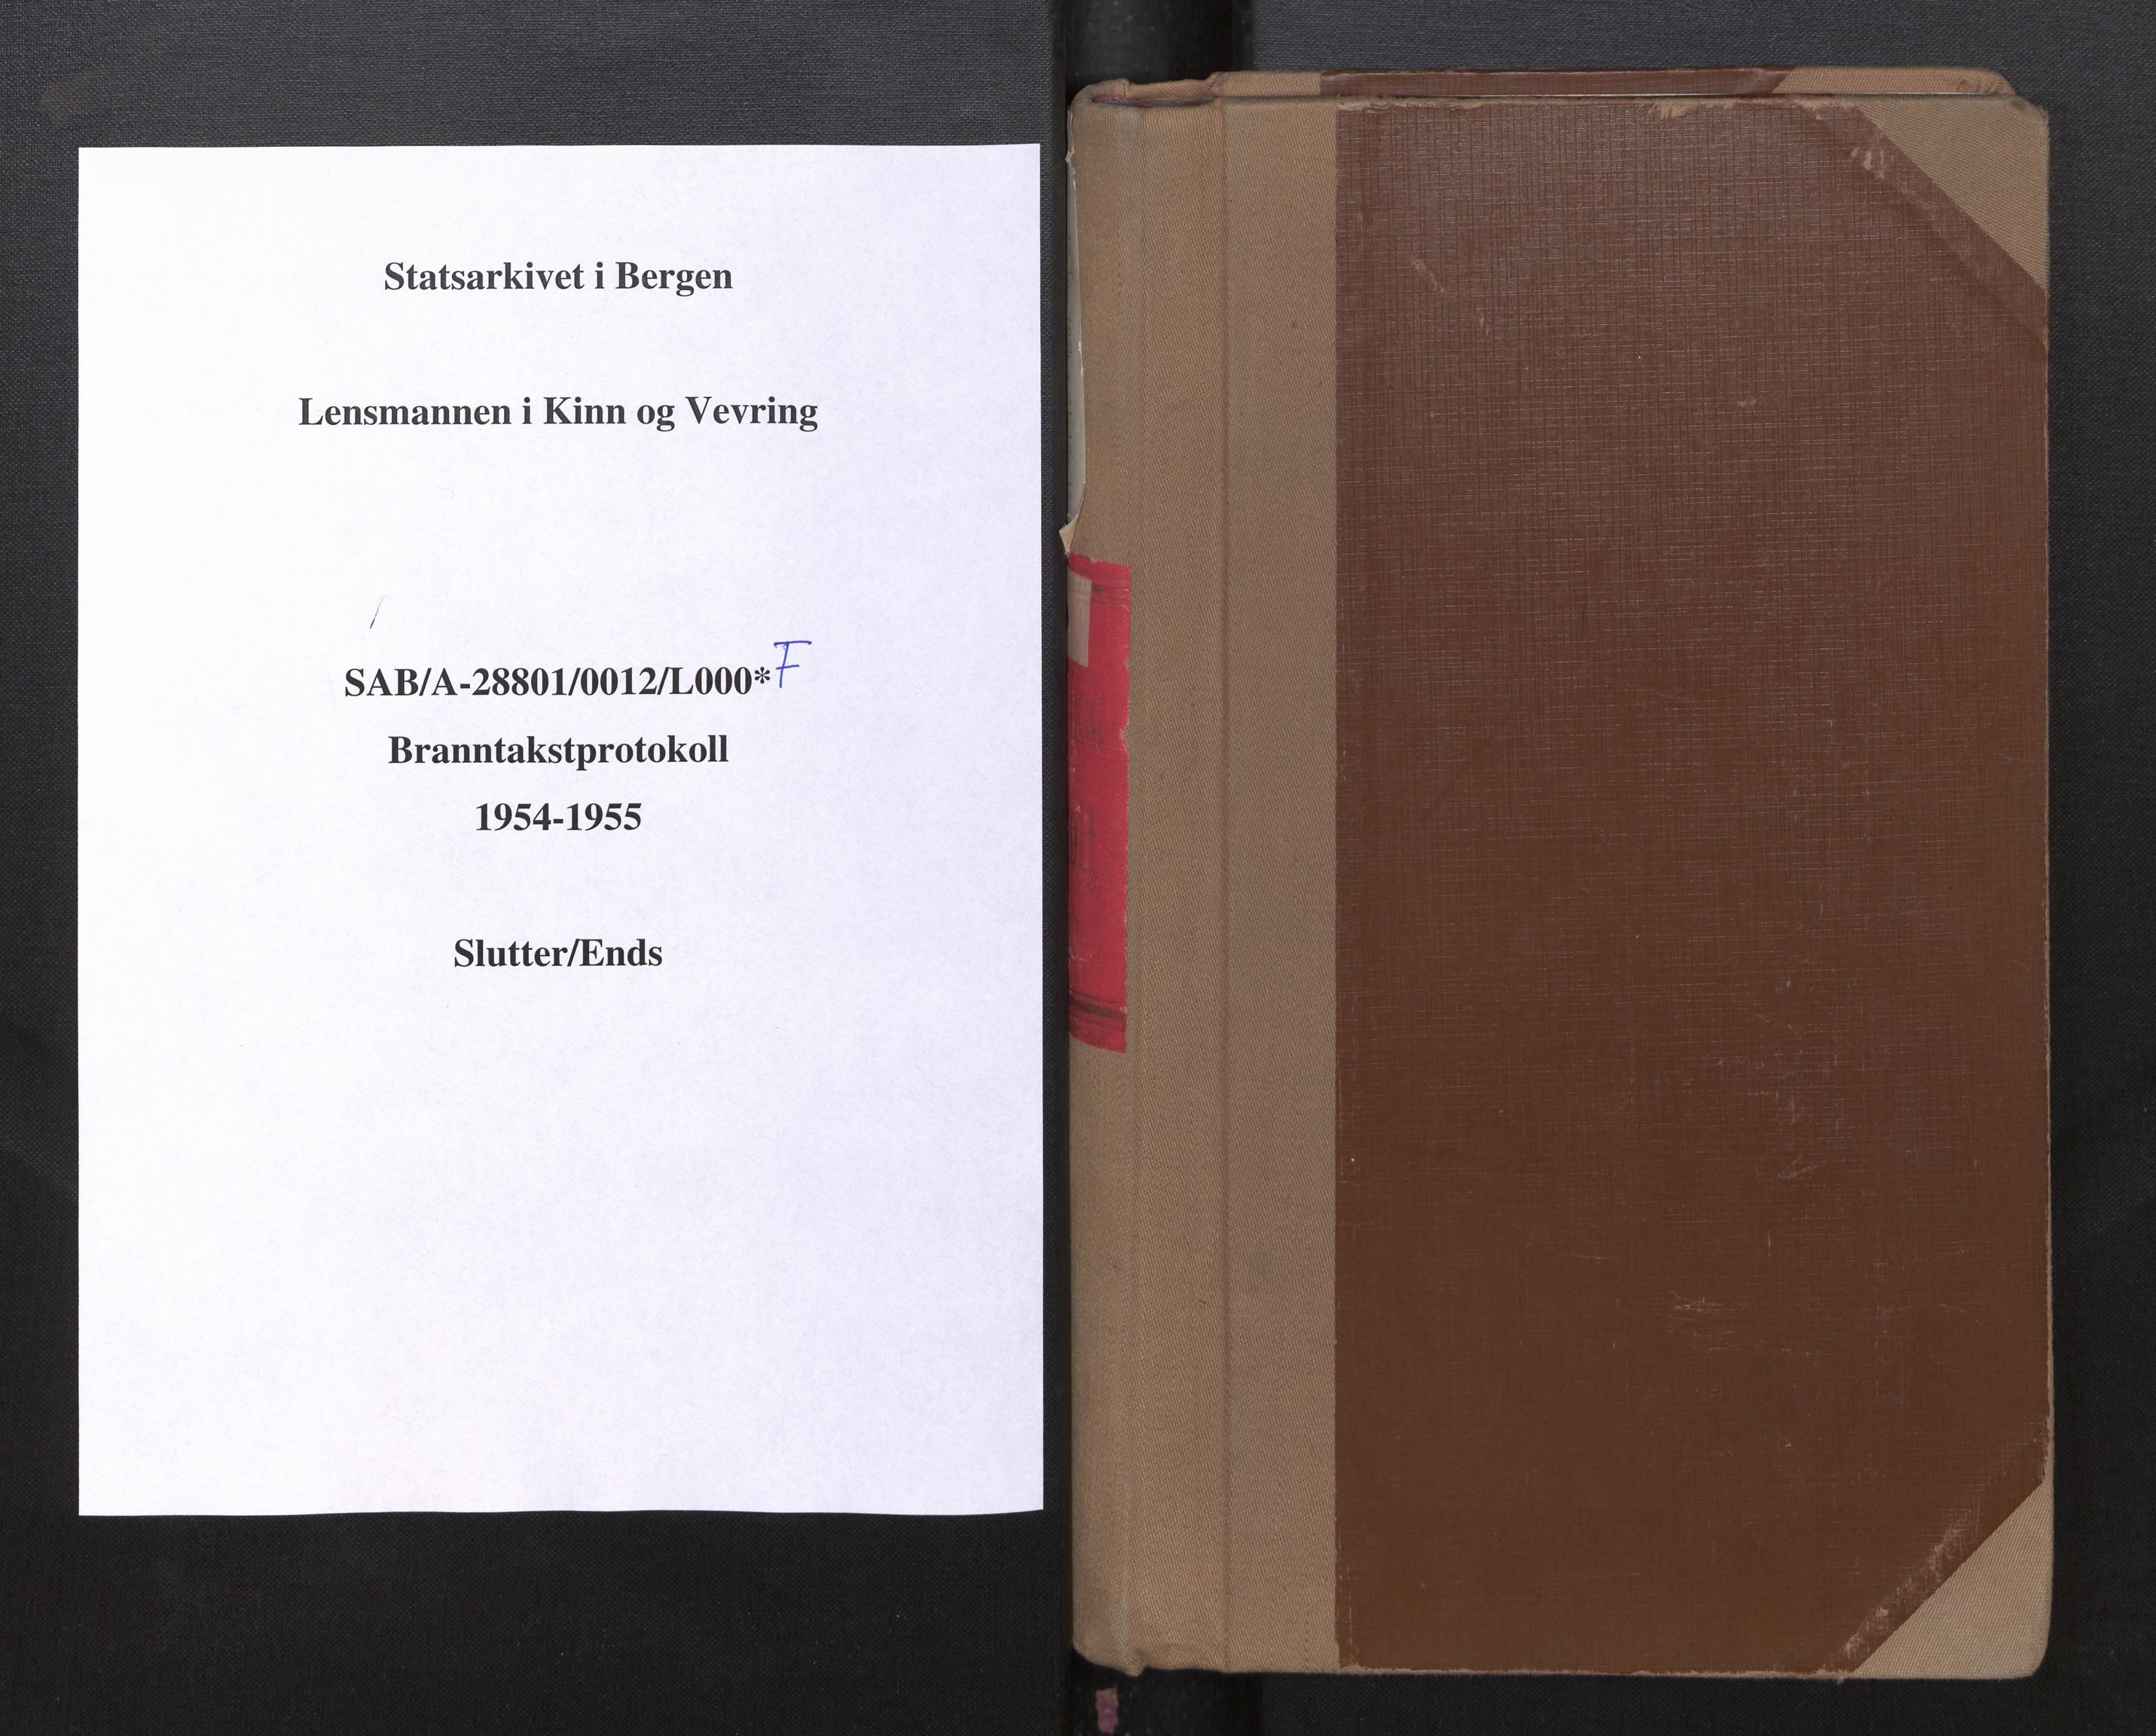 Statsarkivet i Bergen
Lensmannen i Kinn og Vevring
SAB/A-28801/0012/L000*F
Branntakstprotokoll
1954-1955
Slutter/Ends